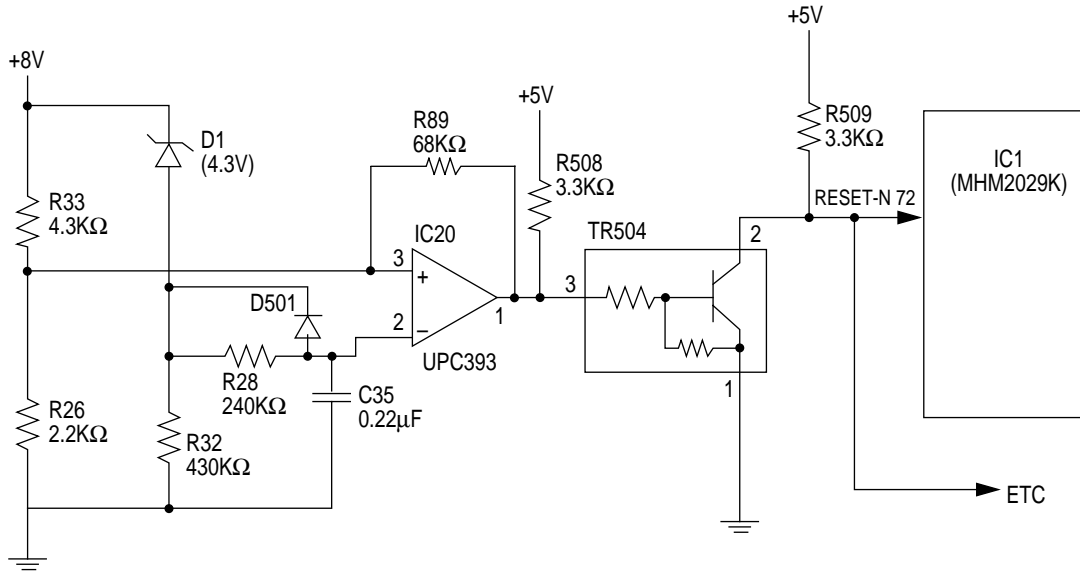 +8V
D1
(4.3V)
R33
4.3KΩ
R89
68KΩ
+5V
R508
3.3KΩ
+5V
R509
3.3KΩ
IC1
(MHM2029K)
RESET-N 72
IC20
3
+
2
−
1
UPC393
TR504
3
2
1
D501
R28
240KΩ
C35
0.22µF
R26
2.2KΩ
R32
430KΩ
ETC